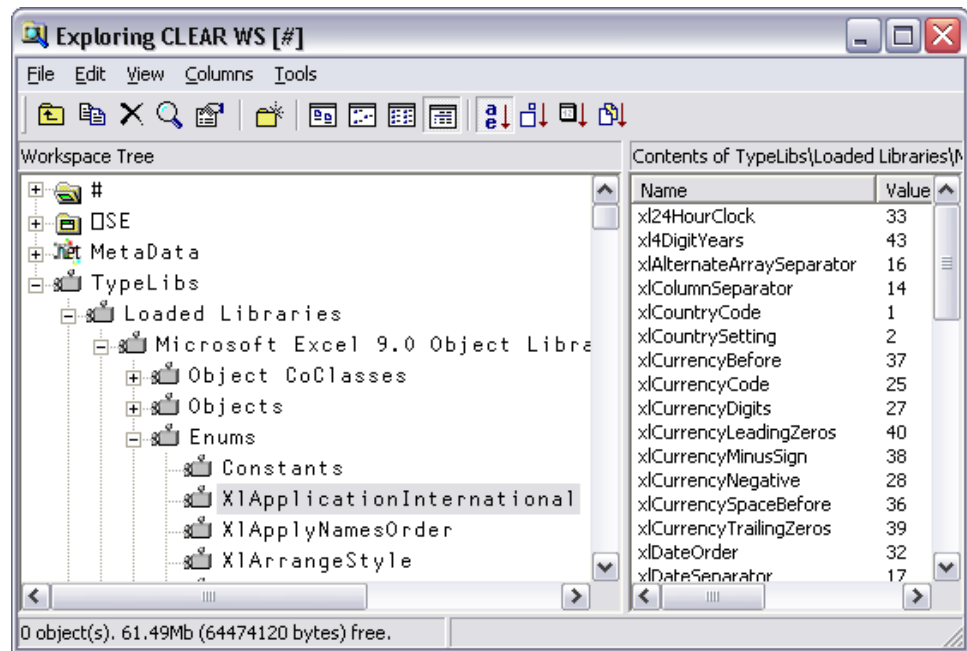 Exploring CLEAR WS [#]
File Edit View Columns Tools
Workspace Tree
#
⎕SE
MetaData
TypeLibs
Loaded Libraries
Microsoft Excel 9.0 Object Libra
Object CoClasses
Objects
Enums
Constants
XlApplicationInternational
XlApplyNamesOrder
XlArrangeStyle
Contents of TypeLibs\Loaded Libraries\M
Name Value
xl24HourClock 33
xl4DigitYears 43
xlAlternateArraySeparator 16
xlColumnSeparator 14
xlCountryCode 1
xlCountrySetting 2
xlCurrencyBefore 37
xlCurrencyCode 25
xlCurrencyDigits 27
xlCurrencyLeadingZeros 40
xlCurrencyMinusSign 38
xlCurrencyNegative 28
xlCurrencySpaceBefore 36
xlCurrencyTrailingZeros 39
xlDateOrder 32
xlDateSeparator 17
0 object(s). 61.49Mb (64474120 bytes) free.